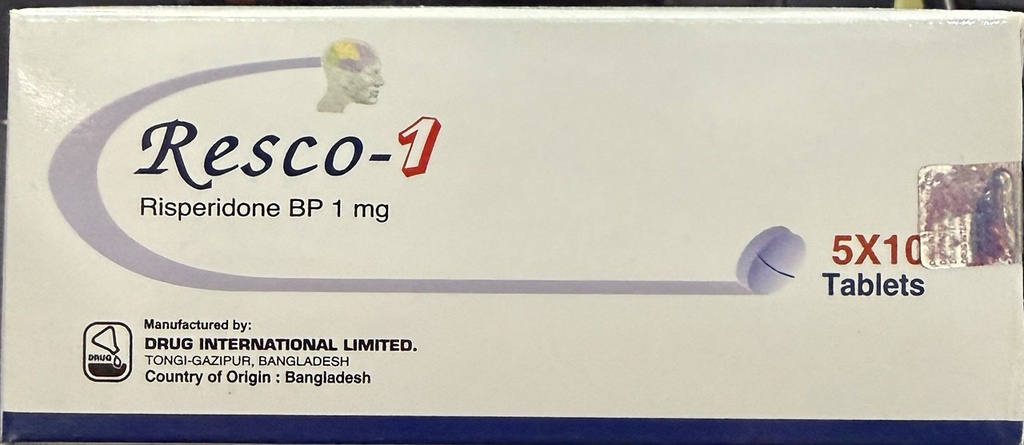 Resco-1
Risperidone BP 1 mg
5X10
Tablets
Manufactured by:
DRUG INTERNATIONAL LIMITED.
TONGI-GAZIPUR, BANGLADESH
Country of Origin : Bangladesh
DRUG